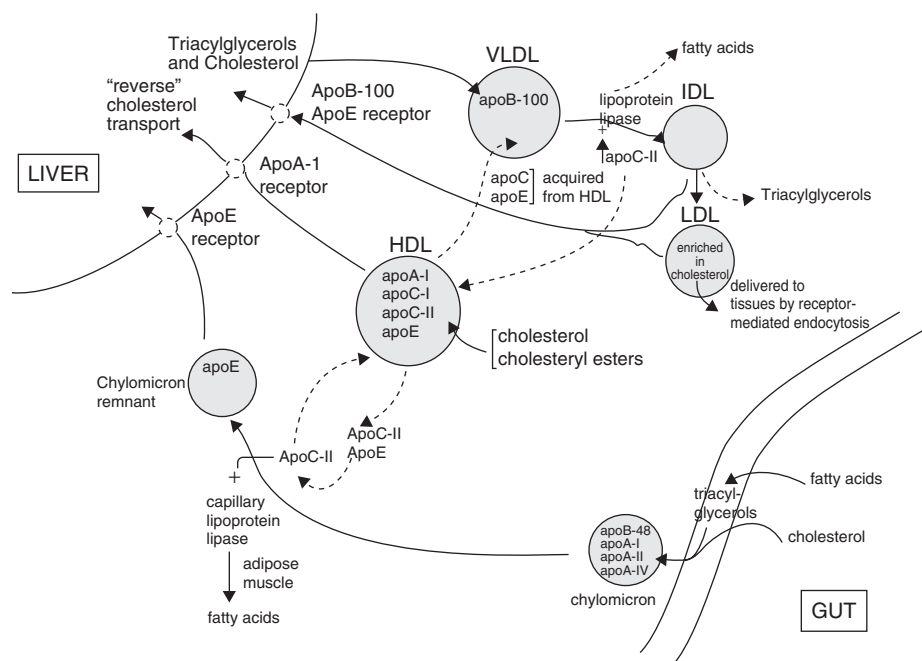 Triacylglycerols
and Cholesterol
"reverse"
cholesterol
transport
ApoB-100
ApoE receptor
LIVER
ApoA-1
receptor
ApoE
receptor
VLDL
apoB-100
apoC
apoE
acquired
from HDL
fatty acids
lipoprotein
lipase
+
apoC-II
IDL
Triacylglycerols
LDL
enriched
in
cholesterol
delivered to
tissues by receptor-
mediated endocytosis
HDL
apoA-I
apoC-I
apoC-II
apoE
cholesterol
cholesteryl esters
apoE
Chylomicron
remnant
ApoC-II
ApoC-II
ApoE
+
capillary
lipoprotein
lipase
adipose
muscle
fatty acids
apoB-48
apoA-I
apoA-II
apoA-IV
chylomicron
triacyl-
glycerols
fatty acids
cholesterol
GUT